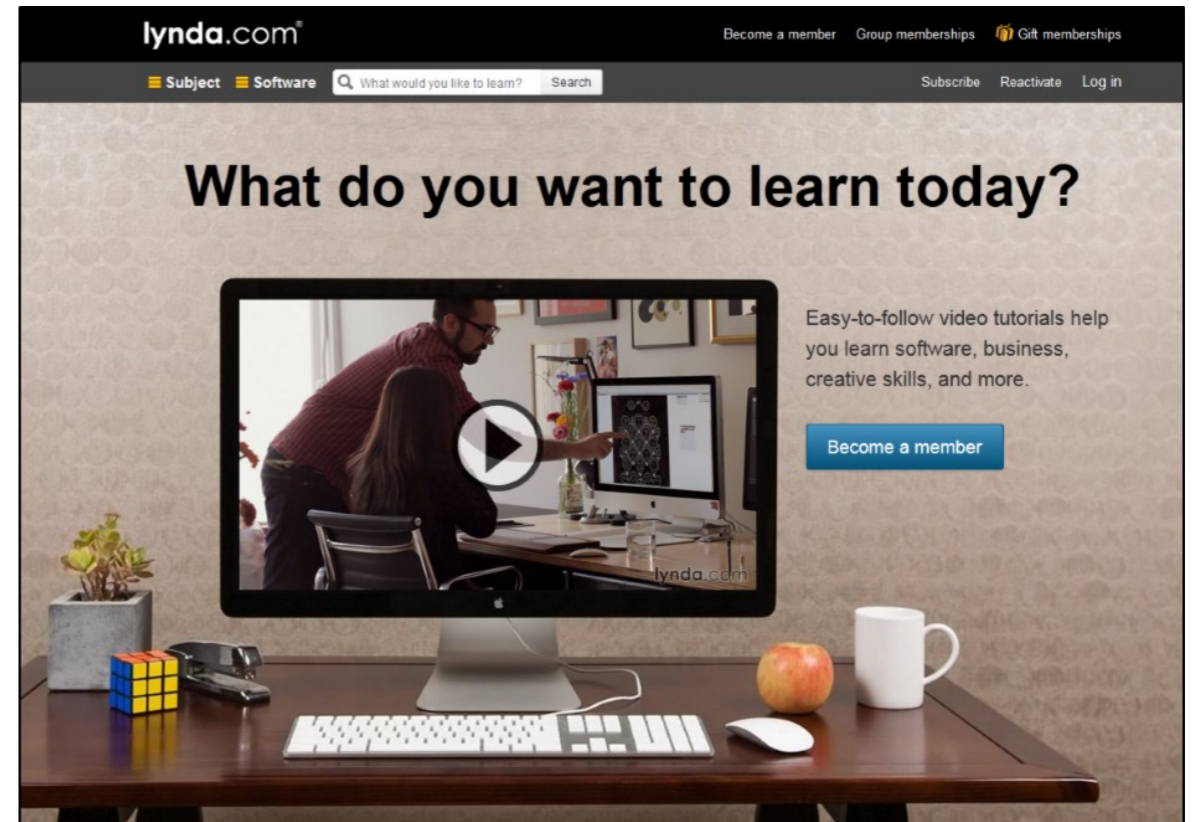 lynda.com®
Become a member Group memberships Gift memberships
Subject Software What would you like to learn? Search Subscribe Reactivate Log in
What do you want to learn today?
Easy-to-follow video tutorials help
you learn software, business,
creative skills, and more.
Become a member
lynda.com